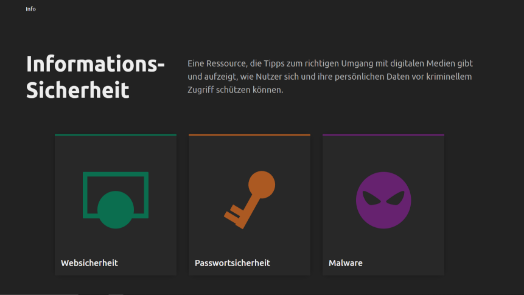 Info
Informations-
Sicherheit
Eine Ressource, die Tipps zum richtigen Umgang mit digitalen Medien gibt
und aufzeigt, wie Nutzer sich und ihre persönlichen Daten vor kriminellem
Zugriff schützen können.
Websicherheit
Passwortsicherheit
Malware